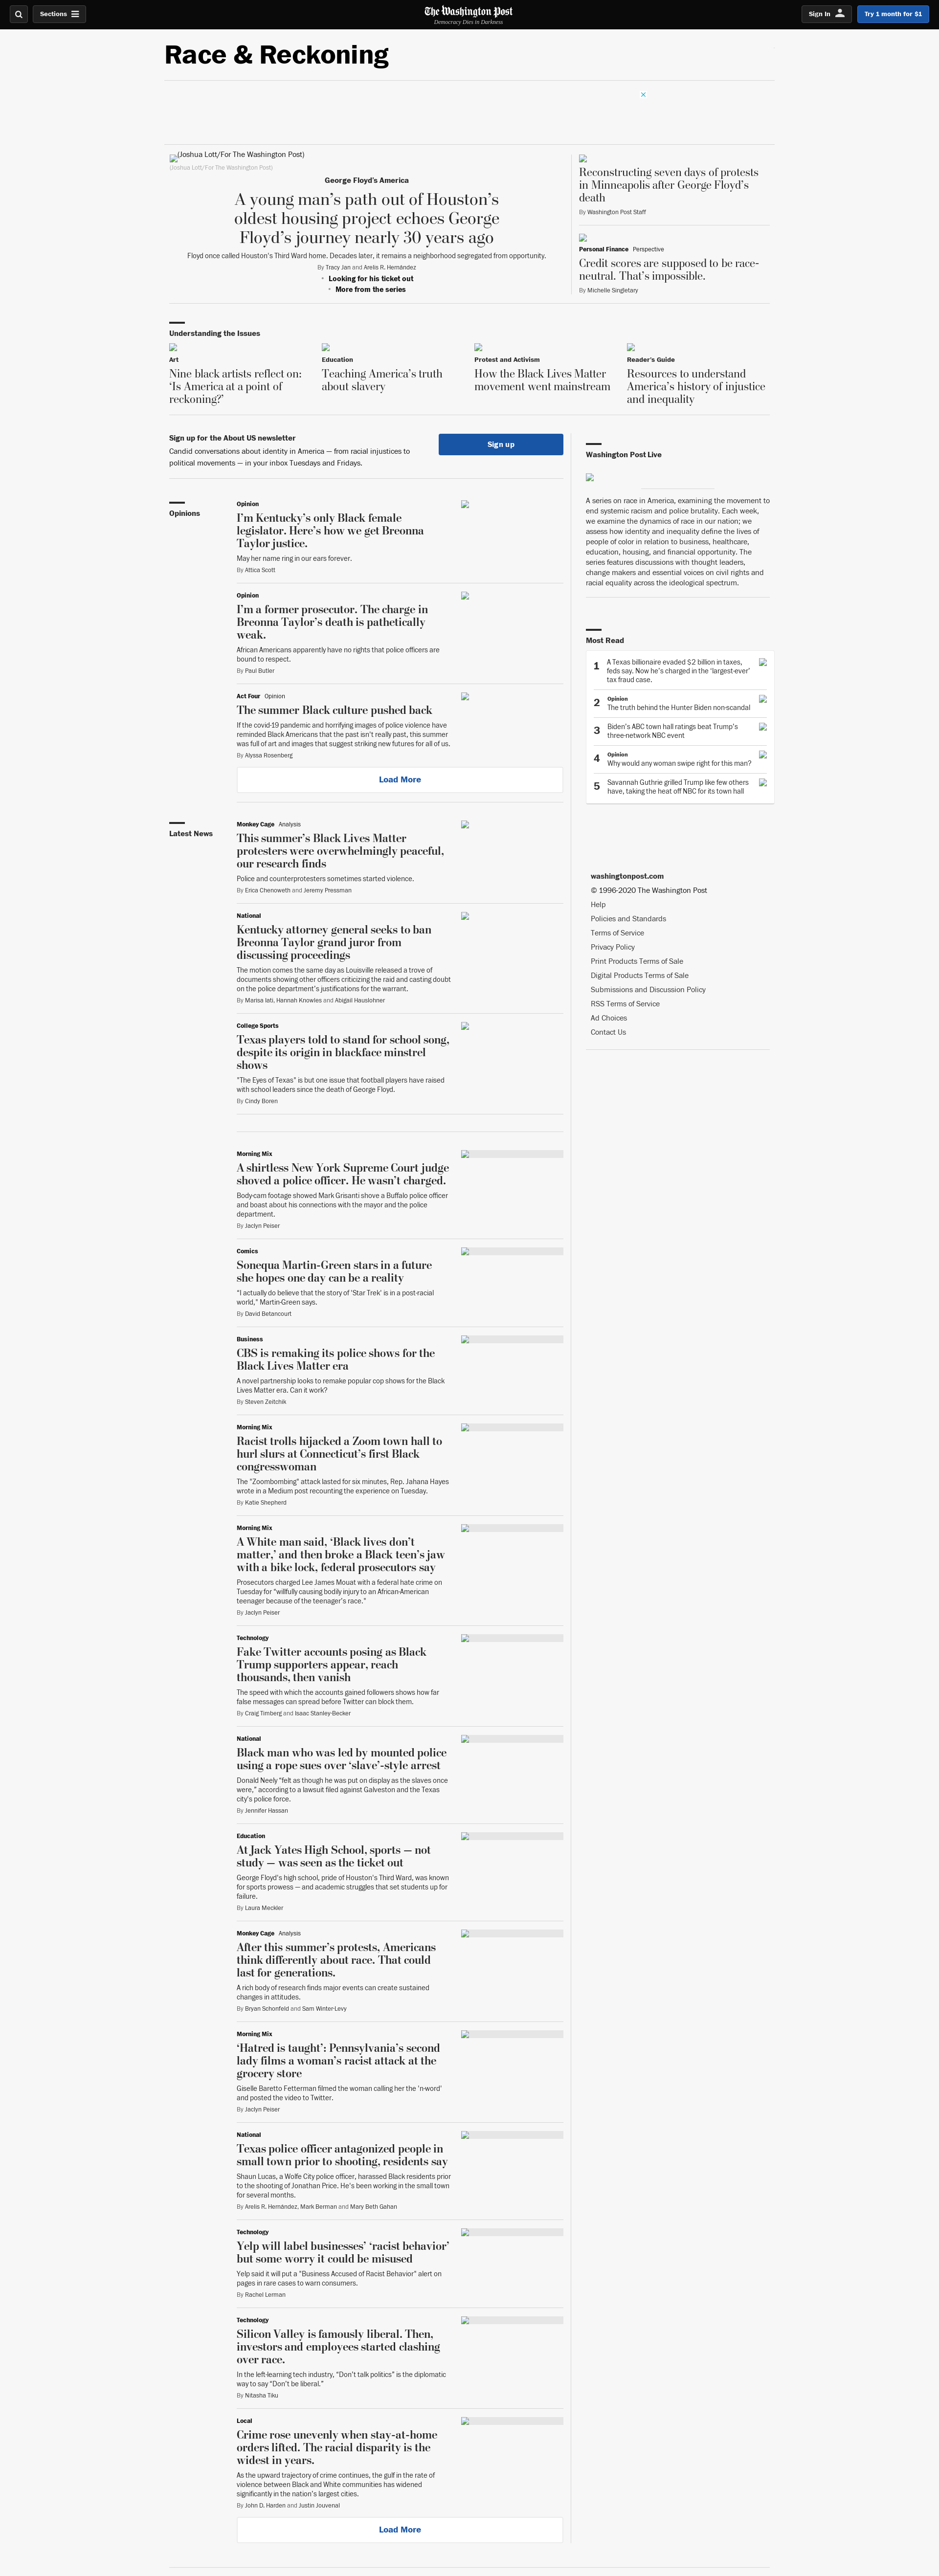 Sections
The Washington Post
Democracy Dies in Darkness
Sign In
Try 1 month for $1
Race & Reckoning
(Joshua Lott/For The Washington Post)
(Joshua Lott/For The Washington Post)
George Floyd's America
A young man's path out of Houston's
oldest housing project echoes George
Floyd's journey nearly 30 years ago
Floyd once called Houston's Third Ward home. Decades later, it remains a neighborhood segregated from opportunity.
By Tracy Jan and Arelis R. Hernández
Looking for his ticket out
More from the series
Reconstructing seven days of protests
in Minneapolis after George Floyd's
death
By Washington Post Staff
Personal Finance Perspective
Credit scores are supposed to be race-
neutral. That's impossible.
By Michelle Singletary
Understanding the Issues
Art
Nine black artists reflect on:
'Is America at a point of
reckoning?'
Education
Teaching America's truth
about slavery
Protest and Activism
How the Black Lives Matter
movement went mainstream
Reader's Guide
Resources to understand
America's history of injustice
and inequality
Sign up for the About US newsletter
Candid conversations about identity in America — from racial injustices to
political movements — in your inbox Tuesdays and Fridays.
Sign up
Opinions
Opinion
I'm Kentucky's only Black female
legislator. Here's how we get Breonna
Taylor justice.
May her name ring in our ears forever.
By Attica Scott
Opinion
I'm a former prosecutor. The charge in
Breonna Taylor's death is pathetically
weak.
African Americans apparently have no rights that police officers are
bound to respect.
By Paul Butler
Act Four Opinion
The summer Black culture pushed back
If the covid-19 pandemic and horrifying images of police violence have
reminded Black Americans that the past isn't really past, this summer
was full of art and images that suggest striking new futures for all of us.
By Alyssa Rosenberg
Load More
Latest News
Monkey Cage Analysis
This summer's Black Lives Matter
protesters were overwhelmingly peaceful,
our research finds
Police and counterprotesters sometimes started violence.
By Erica Chenoweth and Jeremy Pressman
National
Kentucky attorney general seeks to ban
Breonna Taylor grand juror from
discussing proceedings
The motion comes the same day as Louisville released a trove of
documents showing other officers criticizing the raid and casting doubt
on the police department's justifications for the warrant.
By Marisa Iati, Hannah Knowles and Abigail Hauslohner
College Sports
Texas players told to stand for school song,
despite its origin in blackface minstrel
shows
"The Eyes of Texas" is but one issue that football players have raised
with school leaders since the death of George Floyd.
By Cindy Boren
Morning Mix
A shirtless New York Supreme Court judge
shoved a police officer. He wasn't charged.
Body-cam footage showed Mark Grisanti shove a Buffalo police officer
and boast about his connections with the mayor and the police
department.
By Jaclyn Peiser
Comics
Sonequa Martin-Green stars in a future
she hopes one day can be a reality
"I actually do believe that the story of 'Star Trek' is in a post-racial
world," Martin-Green says.
By David Betancourt
Business
CBS is remaking its police shows for the
Black Lives Matter era
A novel partnership looks to remake popular cop shows for the Black
Lives Matter era. Can it work?
By Steven Zeitchik
Morning Mix
Racist trolls hijacked a Zoom town hall to
hurl slurs at Connecticut's first Black
congresswoman
The "Zoombombing" attack lasted for six minutes, Rep. Jahana Hayes
wrote in a Medium post recounting the experience on Tuesday.
By Katie Shepherd
Morning Mix
A White man said, 'Black lives don't
matter,' and then broke a Black teen's jaw
with a bike lock, federal prosecutors say
Prosecutors charged Lee James Mouat with a federal hate crime on
Tuesday for "willfully causing bodily injury to an African-American
teenager because of the teenager's race."
By Jaclyn Peiser
Technology
Fake Twitter accounts posing as Black
Trump supporters appear, reach
thousands, then vanish
The speed with which the accounts gained followers shows how far
false messages can spread before Twitter can block them.
By Craig Timberg and Isaac Stanley-Becker
National
Black man who was led by mounted police
using a rope sues over 'slave'-style arrest
Donald Neely "felt as though he was put on display as the slaves once
were," according to a lawsuit filed against Galveston and the Texas
city's police force.
By Jennifer Hassan
Education
At Jack Yates High School, sports — not
study — was seen as the ticket out
George Floyd's high school, pride of Houston's Third Ward, was known
for sports prowess — and academic struggles that set students up for
failure.
By Laura Meckler
Monkey Cage Analysis
After this summer's protests, Americans
think differently about race. That could
last for generations.
A rich body of research finds major events can create sustained
changes in attitudes.
By Bryan Schonfeld and Sam Winter-Levy
Morning Mix
'Hatred is taught': Pennsylvania's second
lady films a woman's racist attack at the
grocery store
Giselle Baretto Fetterman filmed the woman calling her the 'n-word'
and posted the video to Twitter.
By Jaclyn Peiser
National
Texas police officer antagonized people in
small town prior to shooting, residents say
Shaun Lucas, a Wolfe City police officer, harassed Black residents prior
to the shooting of Jonathan Price. He's been working in the small town
for several months.
By Arelis R. Hernández, Mark Berman and Mary Beth Gahan
Technology
Yelp will label businesses' 'racist behavior'
but some worry it could be misused
Yelp said it will put a "Business Accused of Racist Behavior" alert on
pages in rare cases to warn consumers.
By Rachel Lerman
Technology
Silicon Valley is famously liberal. Then,
investors and employees started clashing
over race.
In the left-learning tech industry, "Don't talk politics" is the diplomatic
way to say "Don't be liberal."
By Nitasha Tiku
Local
Crime rose unevenly when stay-at-home
orders lifted. The racial disparity is the
widest in years.
As the upward trajectory of crime continues, the gulf in the rate of
violence between Black and White communities has widened
significantly in the nation's largest cities.
By John D. Harden and Justin Jouvenal
Load More
Washington Post Live
A series on race in America, examining the movement to
end systemic racism and police brutality. Each week,
we examine the dynamics of race in our nation; we
assess how identity and inequality define the lives of
people of color in relation to business, healthcare,
education, housing, and financial opportunity. The
series features discussions with thought leaders,
change makers and essential voices on civil rights and
racial equality across the ideological spectrum.
Most Read
1
A Texas billionaire evaded $2 billion in taxes,
feds say. Now he's charged in the 'largest-ever'
tax fraud case.
2
Opinion
The truth behind the Hunter Biden non-scandal
3
Biden's ABC town hall ratings beat Trump's
three-network NBC event
4
Opinion
Why would any woman swipe right for this man?
5
Savannah Guthrie grilled Trump like few others
have, taking the heat off NBC for its town hall
washingtonpost.com
© 1996-2020 The Washington Post
Help
Policies and Standards
Terms of Service
Privacy Policy
Print Products Terms of Sale
Digital Products Terms of Sale
Submissions and Discussion Policy
RSS Terms of Service
Ad Choices
Contact Us